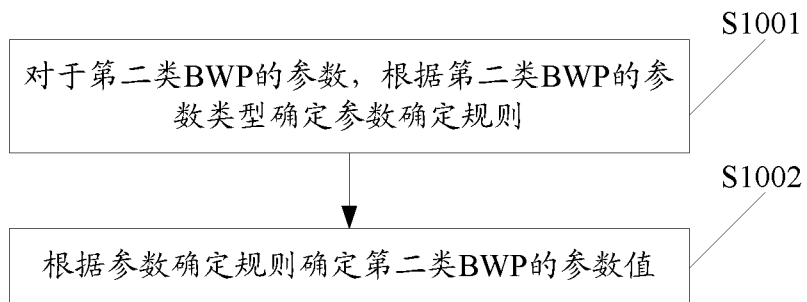 S1001
对于第二类BWP的参数，根据第二类BWP的参
数类型确定参数确定规则
S1002
根据参数确定规则确定第二类BWP的参数值